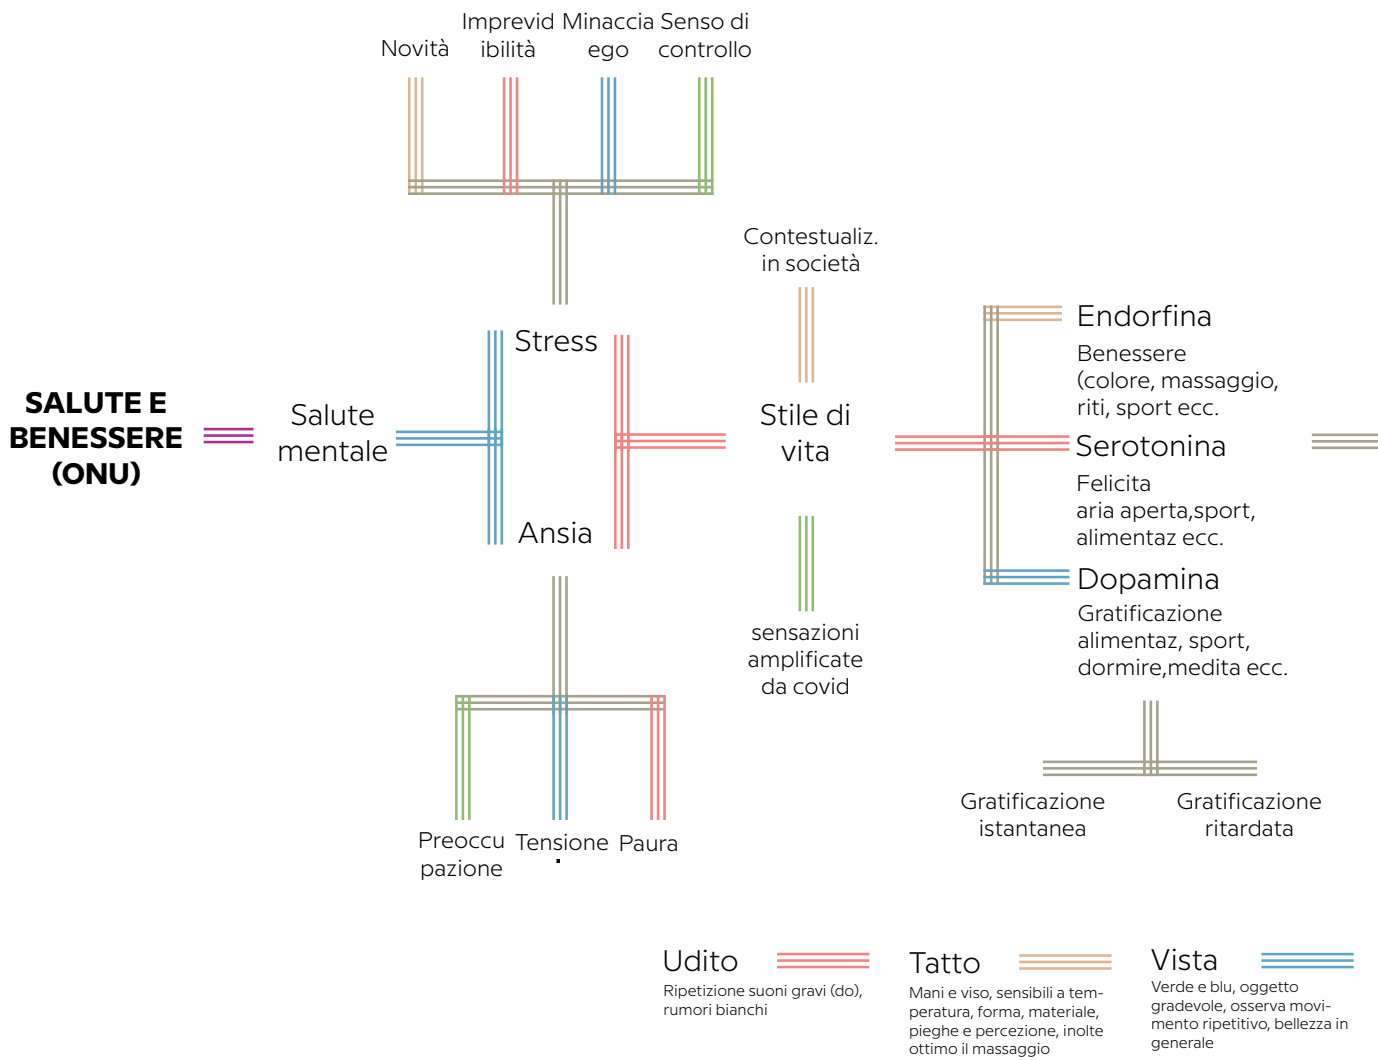 Novità
Imprevid
ibilità
Minaccia
ego
Senso di
controllo
Contestualiz.
in società
Stress
SALUTE E
BENESSERE
(ONU)
Salute
mentale
Stile di
vita
Ansia
Endorfina
Benessere
(colore, massaggio,
riti, sport ecc.
Serotonina
Felicita
aria aperta,sport,
alimentaz ecc.
Dopamina
Gratificazione
alimentaz, sport,
dormire,medita ecc.
sensazioni
amplificate
da covid
Gratificazione
istantanea
Gratificazione
ritardata
Preoccu
pazione
Tensione
.
Paura
Udito
Ripetizione suoni gravi (do),
rumori bianchi
Tatto
Mani e viso, sensibili a tem-
peratura, forma, materiale,
pieghe e percezione, inolte
ottimo il massaggio
Vista
Verde e blu, oggetto
gradevole, osserva movi-
mento ripetitivo, bellezza in
generale